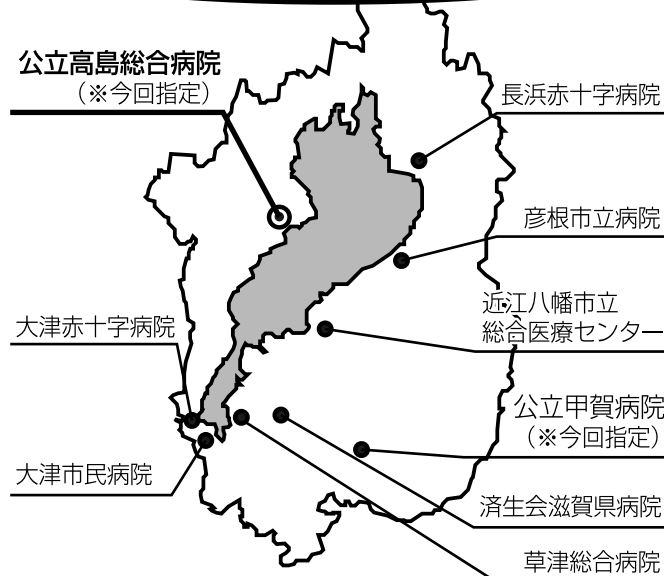 公立高島総合病院
（※今回指定）
長浜赤十字病院
彦根市立病院
近江八幡市立
総合医療センター
大津赤十字病院
公立甲賀病院
（※今回指定）
大津市民病院
済生会滋賀県病院
草津総合病院